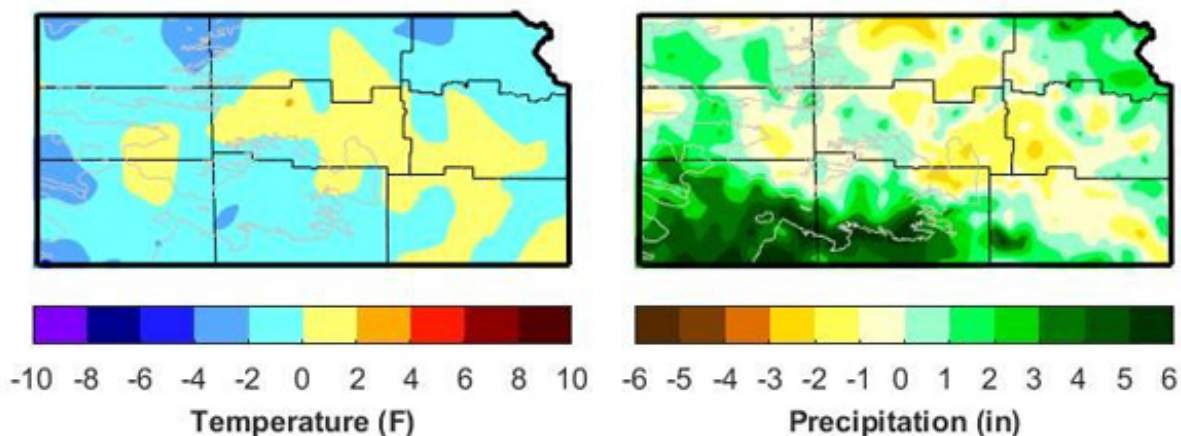 -10 -8 -6 -4 -2 0 2 4 6 8 10
Temperature (F)
-6 -5 -4 -3 -2 -1 0 1 2 3 4 5 6
Precipitation (in)